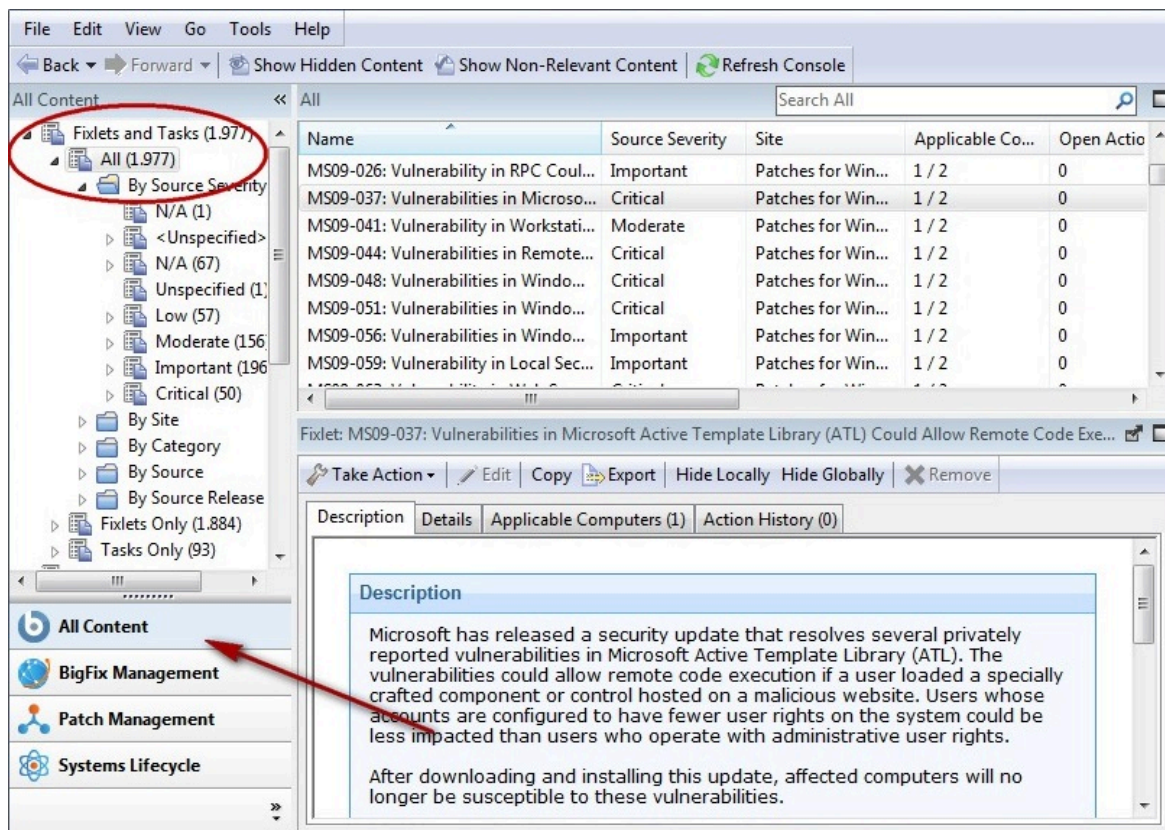 File Edit View Go Tools Help
Back Forward Show Hidden Content Show Non-Relevant Content Refresh Console
All Content «
Fixlets and Tasks (1.977)
All (1.977)
By Source Severity
N/A (1)
<Unspecified>
N/A (67)
Unspecified (1)
Low (57)
Moderate (156
Important (196
Critical (50)
By Site
By Category
By Source
By Source Release
Fixlets Only (1.884)
Tasks Only (93)
All Content
BigFix Management
Patch Management
Systems Lifecycle
»
All Search All
Name Source Severity Site Applicable Co... Open Actio
MS09-026: Vulnerability in RPC Coul... Important Patches for Win... 1 / 2 0
MS09-037: Vulnerabilities in Microso... Critical Patches for Win... 1 / 2 0
MS09-041: Vulnerability in Workstati... Moderate Patches for Win... 1 / 2 0
MS09-044: Vulnerabilities in Remote... Critical Patches for Win... 1 / 2 0
MS09-048: Vulnerabilities in Windo... Critical Patches for Win... 1 / 2 0
MS09-051: Vulnerabilities in Windo... Critical Patches for Win... 1 / 2 0
MS09-056: Vulnerabilities in Windo... Important Patches for Win... 1 / 2 0
MS09-059: Vulnerability in Local Sec... Important Patches for Win... 1 / 2 0
Fixlet: MS09-037: Vulnerabilities in Microsoft Active Template Library (ATL) Could Allow Remote Code Exe...
Take Action Edit Copy Export Hide Locally Hide Globally Remove
Description Details Applicable Computers (1) Action History (0)
Description
Microsoft has released a security update that resolves several privately
reported vulnerabilities in Microsoft Active Template Library (ATL). The
vulnerabilities could allow remote code execution if a user loaded a specially
crafted component or control hosted on a malicious website. Users whose
accounts are configured to have fewer user rights on the system could be
less impacted than users who operate with administrative user rights.
After downloading and installing this update, affected computers will no
longer be susceptible to these vulnerabilities.